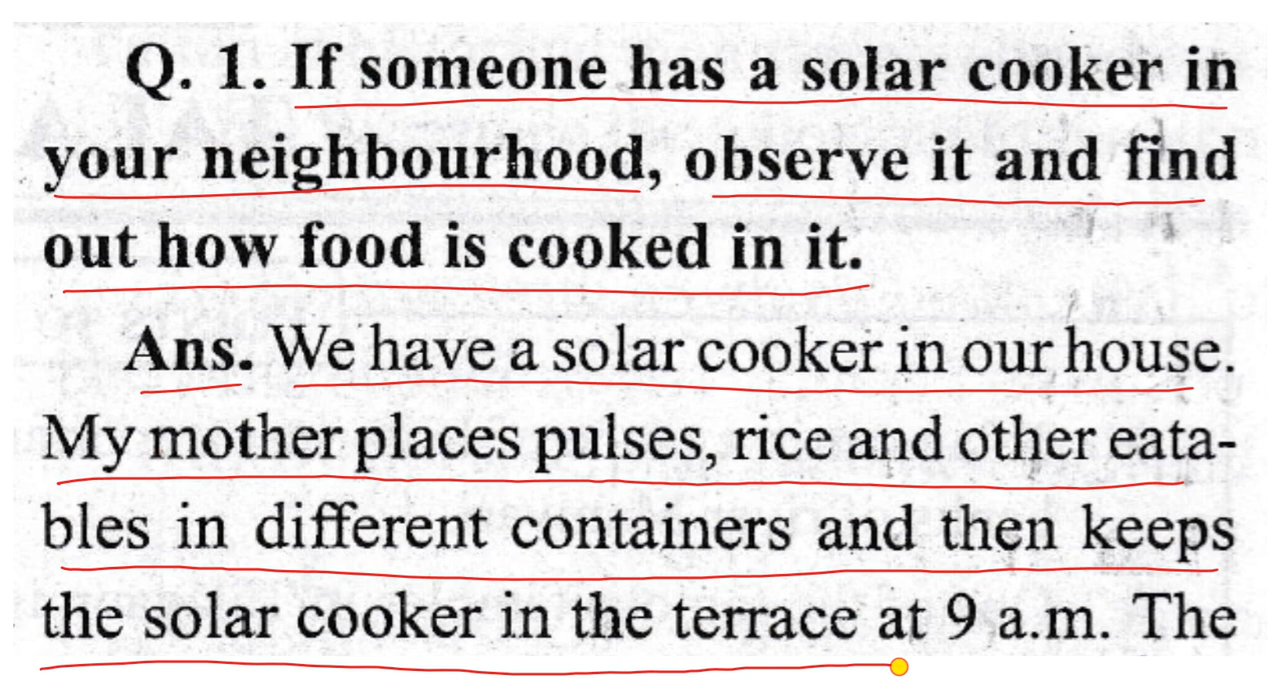 Q. 1. If someone has a solar cooker in
your neighbourhood, observe it and find
out how food is cooked in it.
Ans. We have a solar cooker in our house.
My mother places pulses, rice and other eata-
bles in different containers and then keeps
the solar cooker in the terrace at 9 a.m. The